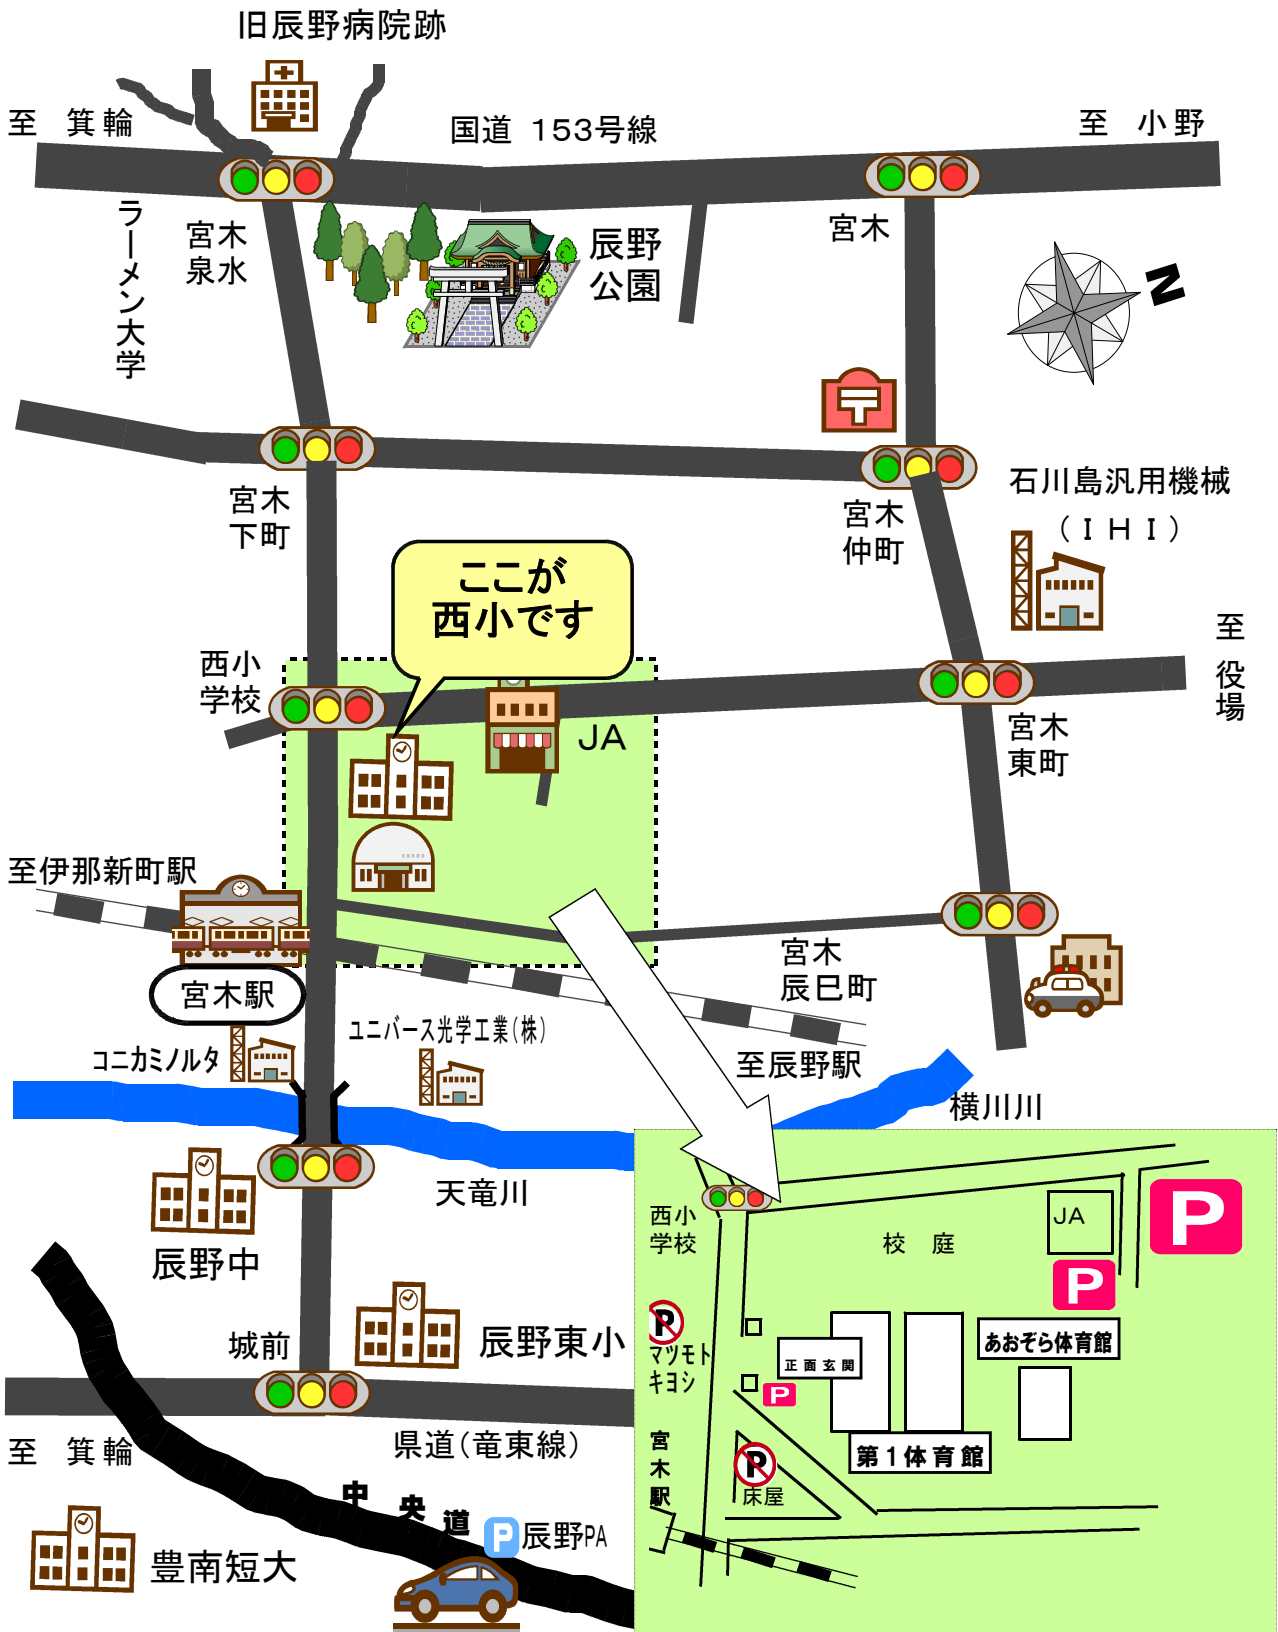 旧辰野病院跡
至 箕輪
国道 153号線
至 小野
ラーメン大学
宮木
泉水
辰野
公園
宮木
N
宮木
下町
宮木
仲町
石川島汎用機械
(IHI)
ここが
西小です
西小
学校
JA
至 役場
宮木
東町
至伊那新町駅
宮木駅
宮木
辰巳町
ユニバース光学工業(株)
コニカミノルタ
至辰野駅
横川川
天竜川
辰野中
城前
辰野東小
至 箕輪
県道(竜東線)
中央道
P
辰野PA
豊南短大
西小
学校
校 庭
JA
P
P
P
マツモト
キヨシ
正面玄関
P
あおぞら体育館
第1体育館
宮木駅
P
床屋